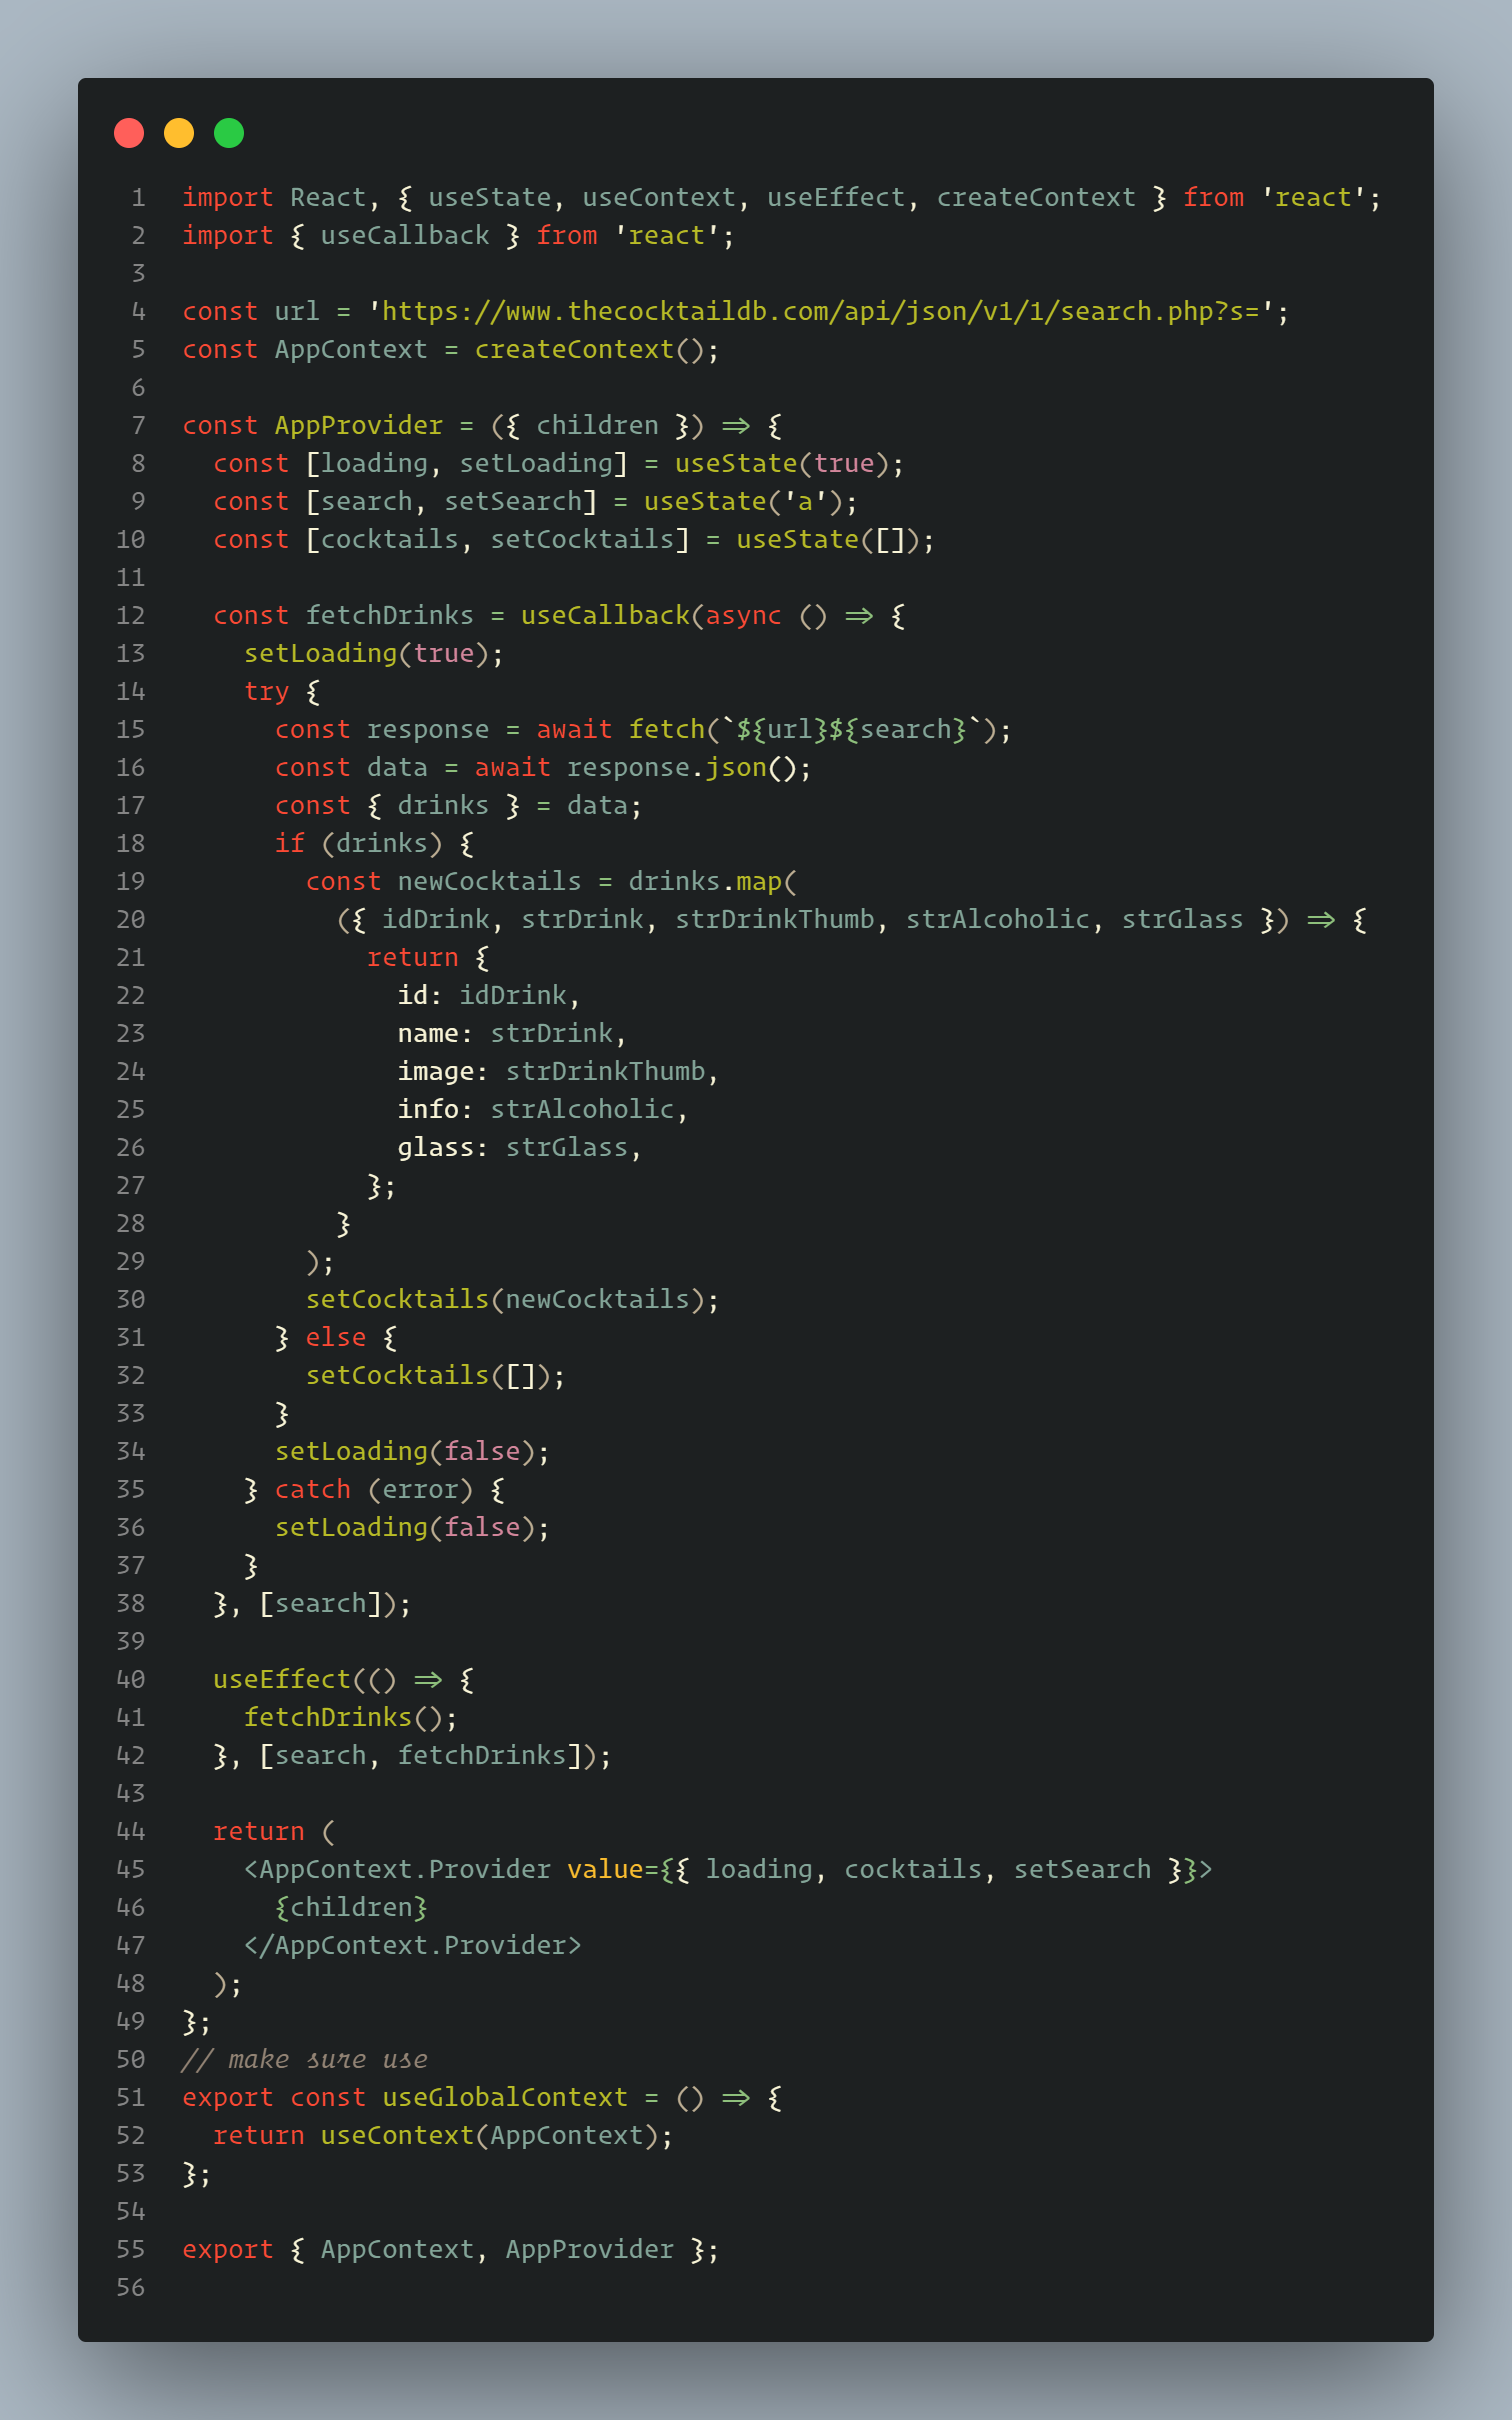 1 import React, { useState, useContext, useEffect, createContext } from 'react';
2 import { useCallback } from 'react';
3
4 const url = 'https://www.thecocktaildb.com/api/json/v1/1/search.php?s=';
5 const AppContext = createContext();
6
7 const AppProvider = ({ children }) => {
8   const [loading, setLoading] = useState(true);
9   const [search, setSearch] = useState('a');
10   const [cocktails, setCocktails] = useState([]);
11
12   const fetchDrinks = useCallback(async () => {
13     setLoading(true);
14     try {
15       const response = await fetch(`${url}${search}`);
16       const data = await response.json();
17       const { drinks } = data;
18       if (drinks) {
19         const newCocktails = drinks.map(
20           ({ idDrink, strDrink, strDrinkThumb, strAlcoholic, strGlass }) => {
21             return {
22               id: idDrink,
23               name: strDrink,
24               image: strDrinkThumb,
25               info: strAlcoholic,
26               glass: strGlass,
27             };
28           }
29         );
30         setCocktails(newCocktails);
31       } else {
32         setCocktails([]);
33       }
34       setLoading(false);
35     } catch (error) {
36       setLoading(false);
37     }
38   }, [search]);
39
40   useEffect(() => {
41     fetchDrinks();
42   }, [search, fetchDrinks]);
43
44   return (
45     <AppContext.Provider value={{ loading, cocktails, setSearch }}>
46       {children}
47     </AppContext.Provider>
48   );
49 };
50 // make sure use
51 export const useGlobalContext = () => {
52   return useContext(AppContext);
53 };
54
55 export { AppContext, AppProvider };
56